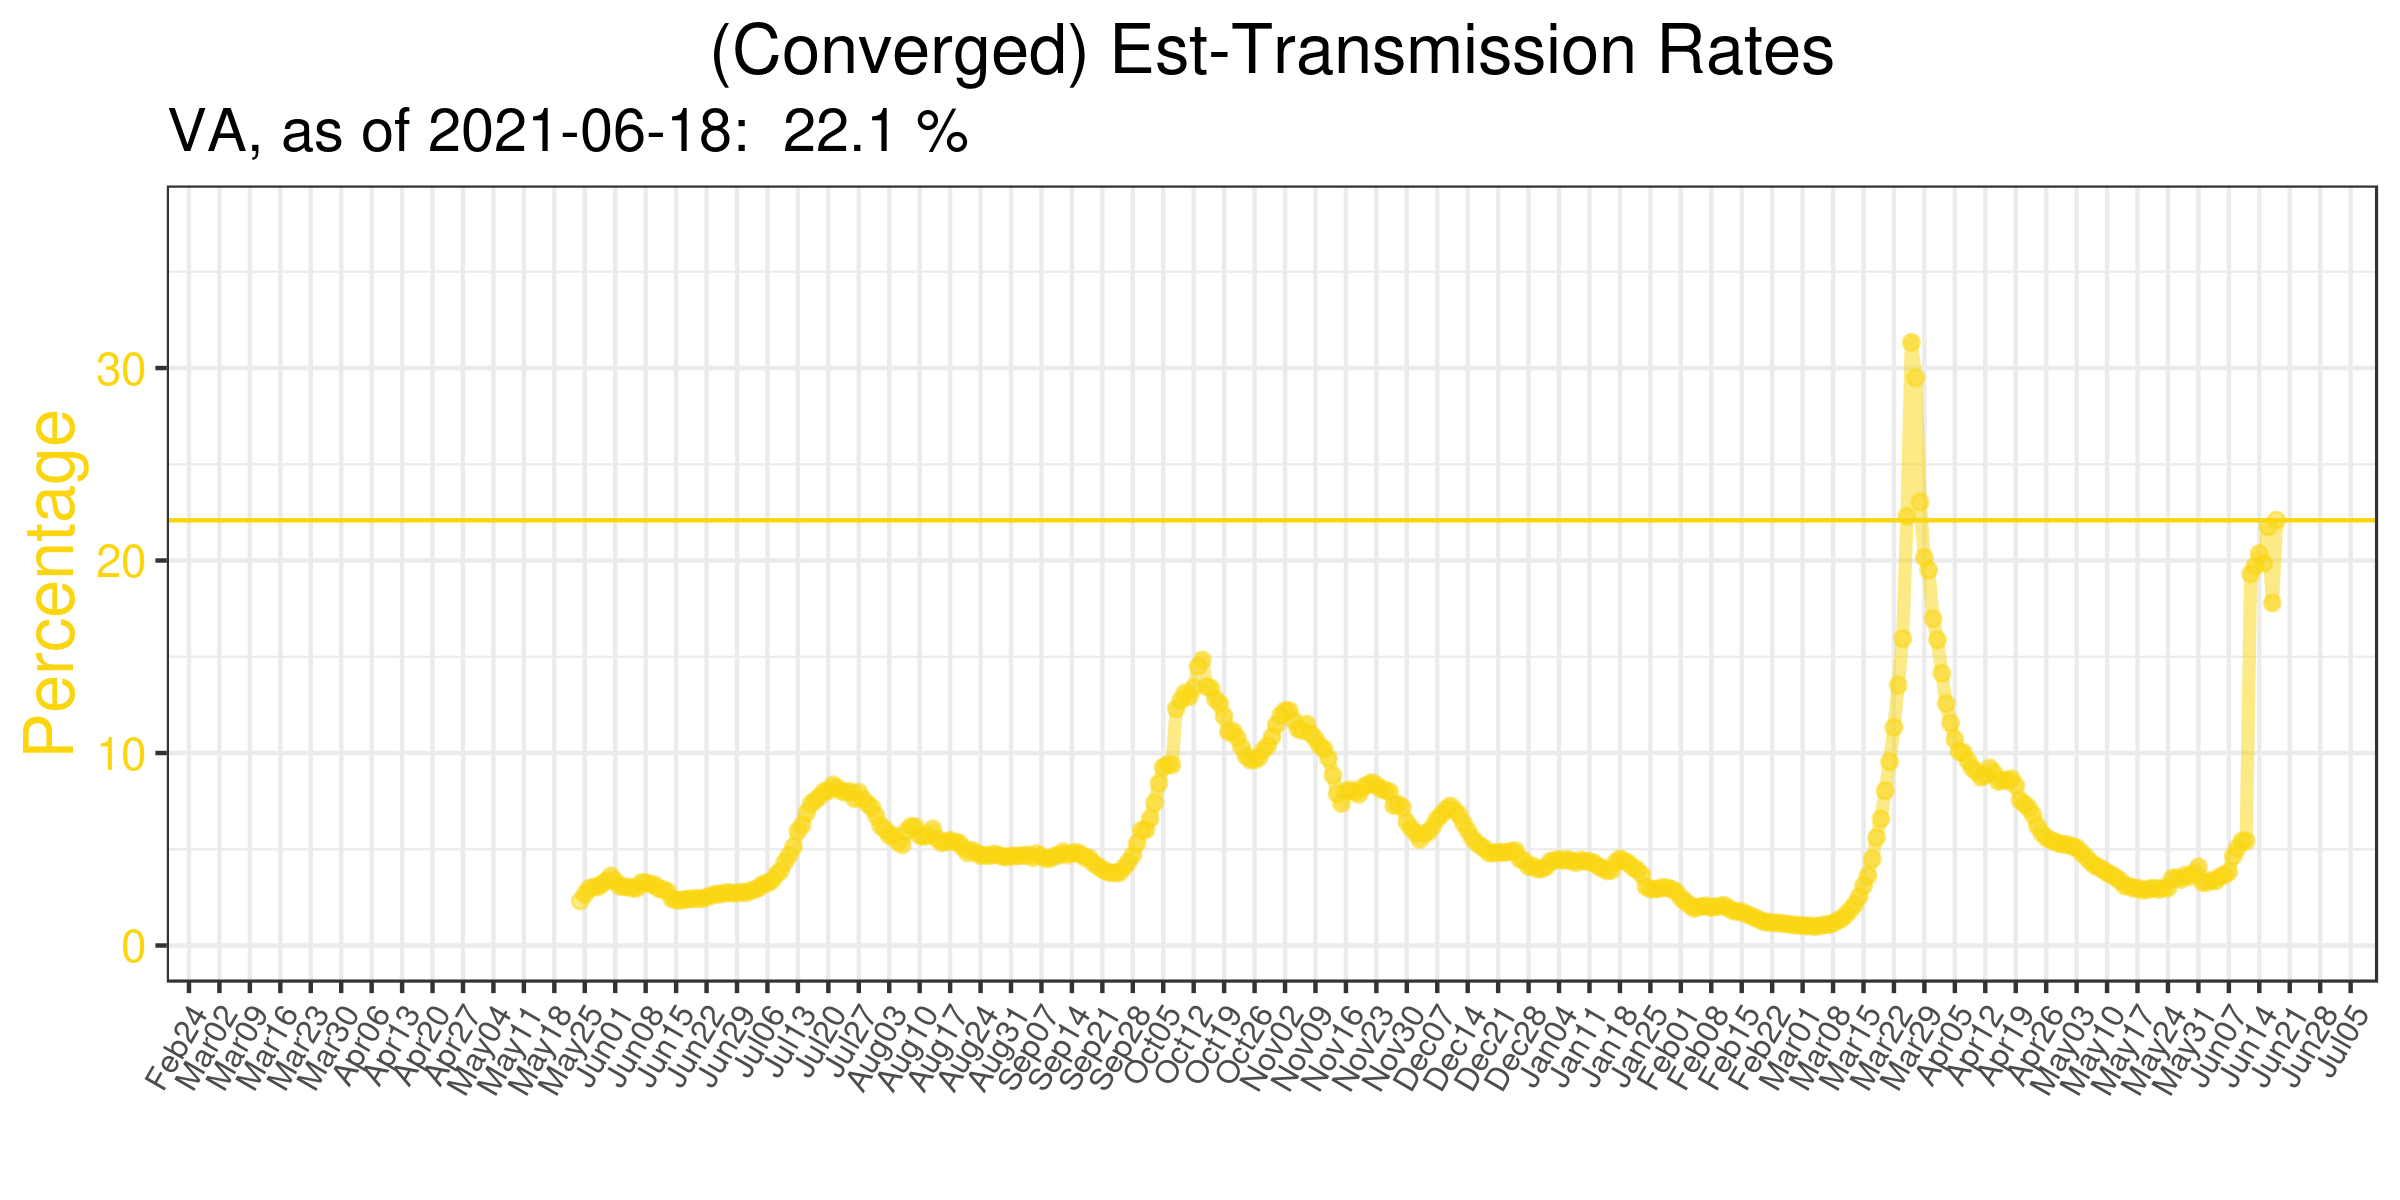 (Converged) Est-Transmission Rates
VA, as of 2021-06-18:  22.1 %
Percentage
30
20
10
0
Feb24
Mar02
Mar09
Mar16
Mar23
Mar30
Apr06
Apr13
Apr20
Apr27
May04
May11
May18
May25
Jun01
Jun08
Jun15
Jun22
Jun29
Jul06
Jul13
Jul20
Jul27
Aug03
Aug10
Aug17
Aug24
Aug31
Sep07
Sep14
Sep21
Sep28
Oct05
Oct12
Oct19
Oct26
Nov02
Nov09
Nov16
Nov23
Nov30
Dec07
Dec14
Dec21
Dec28
Jan04
Jan11
Jan18
Jan25
Feb01
Feb08
Feb15
Feb22
Mar01
Mar08
Mar15
Mar22
Mar29
Apr05
Apr12
Apr19
Apr26
May03
May10
May17
May24
May31
Jun07
Jun14
Jun21
Jun28
Jul05